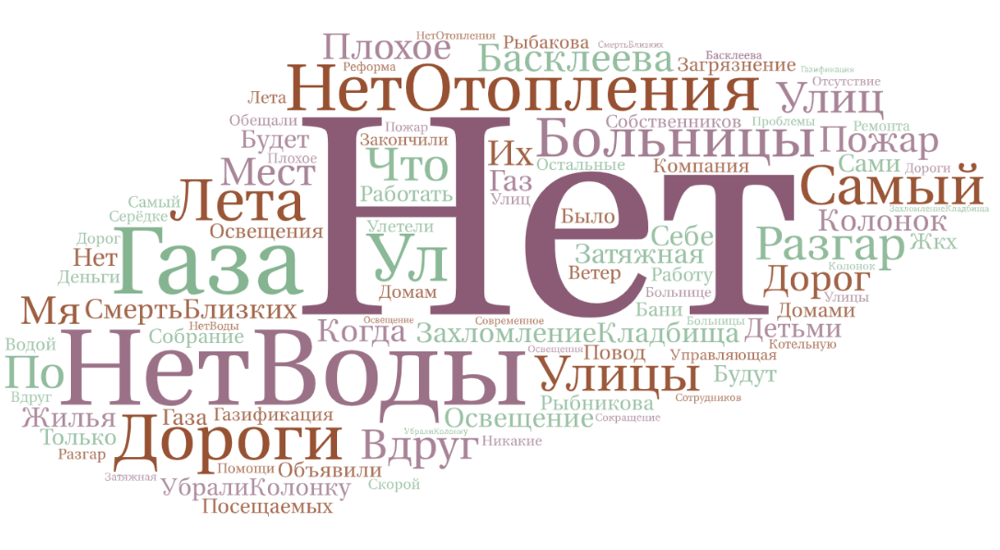 НетОтопления
Плохое
Рыбакова
СмертьБлизких
Басклеева
Басклеева
Реформа
Загрязнение
Газификация
НетОтопления
Отсутствие
Лета
Улиц
Обещали
Пожар
Собственников
Проблемы
Ремонта
Будет
Закончили
Их
Больницы
Пожар
Плохое
Что
Остальные
Компания
Сами
Дороги
Мест
Газ
Самый
Лета
Работать
Улиц
Нет
Самый
Серёдке
Было
ЗахломлениеКладбища
Колонок
Освещения
Улетели
Себе
Дорог
Газа
Ул
Затяжная
Разгар
Жкх
Нет
Деньги
Ветер
Работу
Колонок
Дорог
Домам
Больнице
Улицы
Мя
СмертьБлизких
Бани
Домами
НетВоды
Освещение
Современное
Больницы
Собрание
Когда
ЗахломлениеКладбища
Детьми
Водой
НетВоды
Освещения
Повод
Управляющая
Котельную
По
Улицы
Будут
Вдруг
Рыбникова
Сотрудников
Жилья
Газа
Газификация
Освещение
Сокращение
Только
Дороги
УбралиКолонку
Вдруг
Никакие
Разгар
Помощи
Объявили
Затяжная
УбралиКолонку
Скорой
Посещаемых